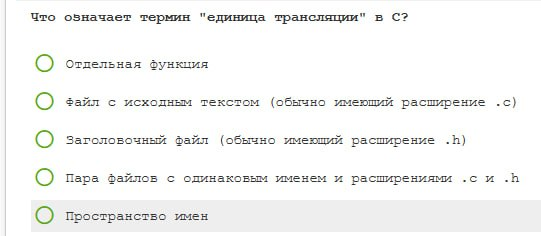 Что означает термин "единица трансляции" в C?
Отдельная функция
Файл с исходным текстом (обычно имеющий расширение .c)
Заголовочный файл (обычно имеющий расширение .h)
Пара файлов с одинаковым именем и расширениями .c и .h
Пространство имен